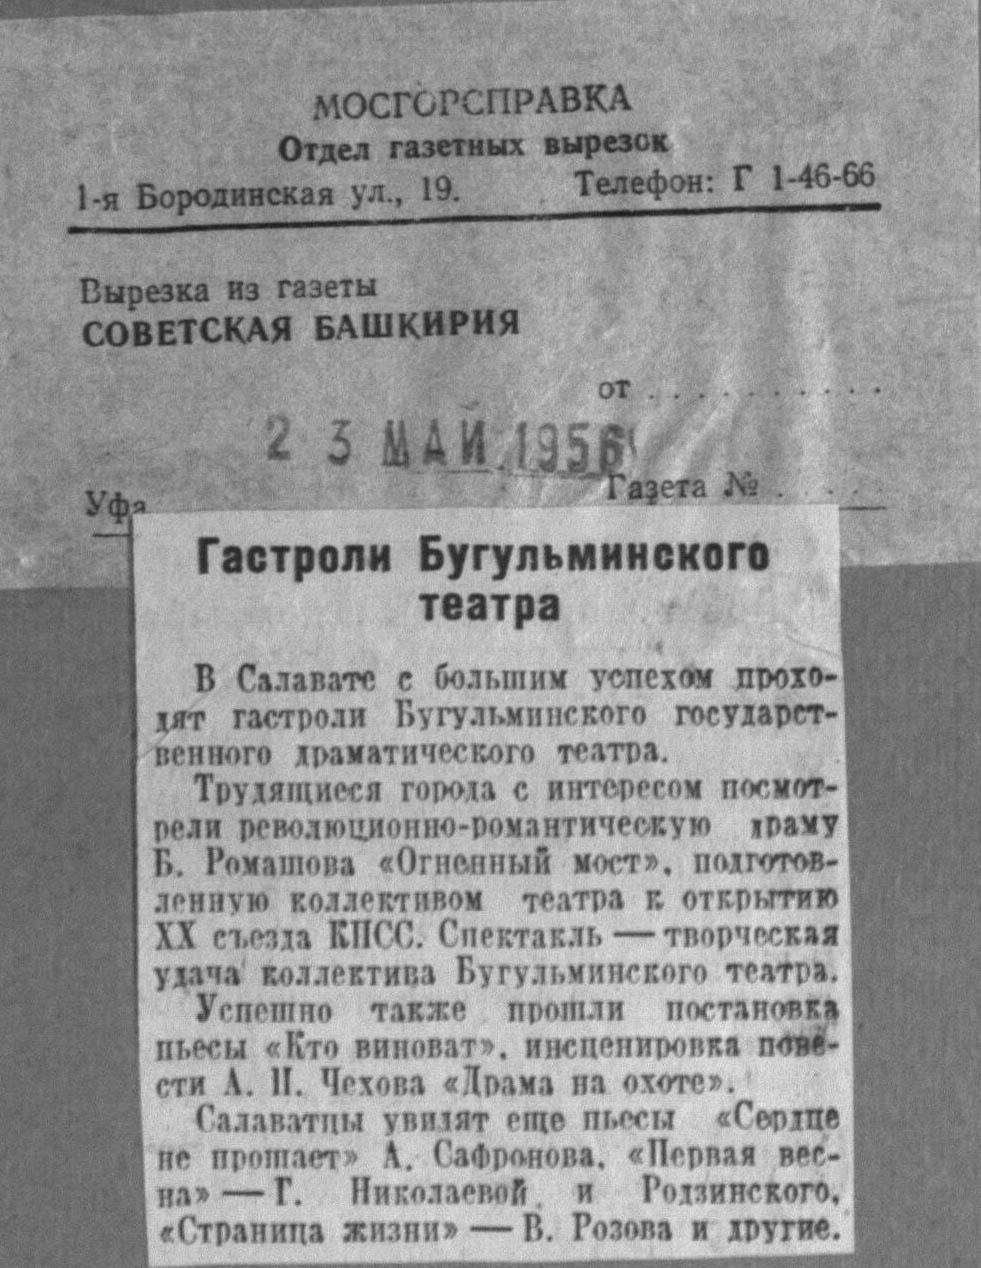 МОСГОРСПРАВКА
Отдел газетных вырезок
1-я Бородинская ул., 19. Телефон: Г 1-46-66
Вырезка из газеты
СОВЕТСКАЯ БАШКИРИЯ
от . . . . . . . . . . .
2 3 МАЙ 1956
Уфа Газета № . . . . .
Гастроли Бугульминского
театра
В Салавате с большим успехом прохо-
дят гастроли Бугульминского государст-
венного драматического театра.
Трудящиеся города с интересом посмот-
рели революционно-романтическую драму
Б. Ромашова «Огненный мост», подготов-
ленную коллективом театра к открытию
XX съезда КПСС. Спектакль — творческая
удача коллектива Бугульминского театра.
Успешно также прошли постановка
пьесы «Кто виноват», инсценировка пове-
сти А. П. Чехова «Драма на охоте».
Салаватцы увидят еще пьесы «Сердце
не прощает» А. Сафронова, «Первая вес-
на» — Г. Николаевой и Родзинского,
«Страница жизни» — В. Розова и другие.